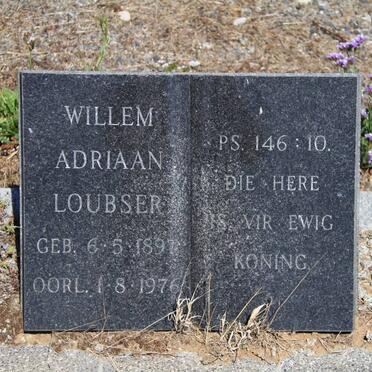 WILLEM
ADRIAAN
LOUBSER
GEB. 6·5·1897
OORL. 1·8·1976
PS. 146:10.
DIE HERE
IS VIR EWIG
KONING